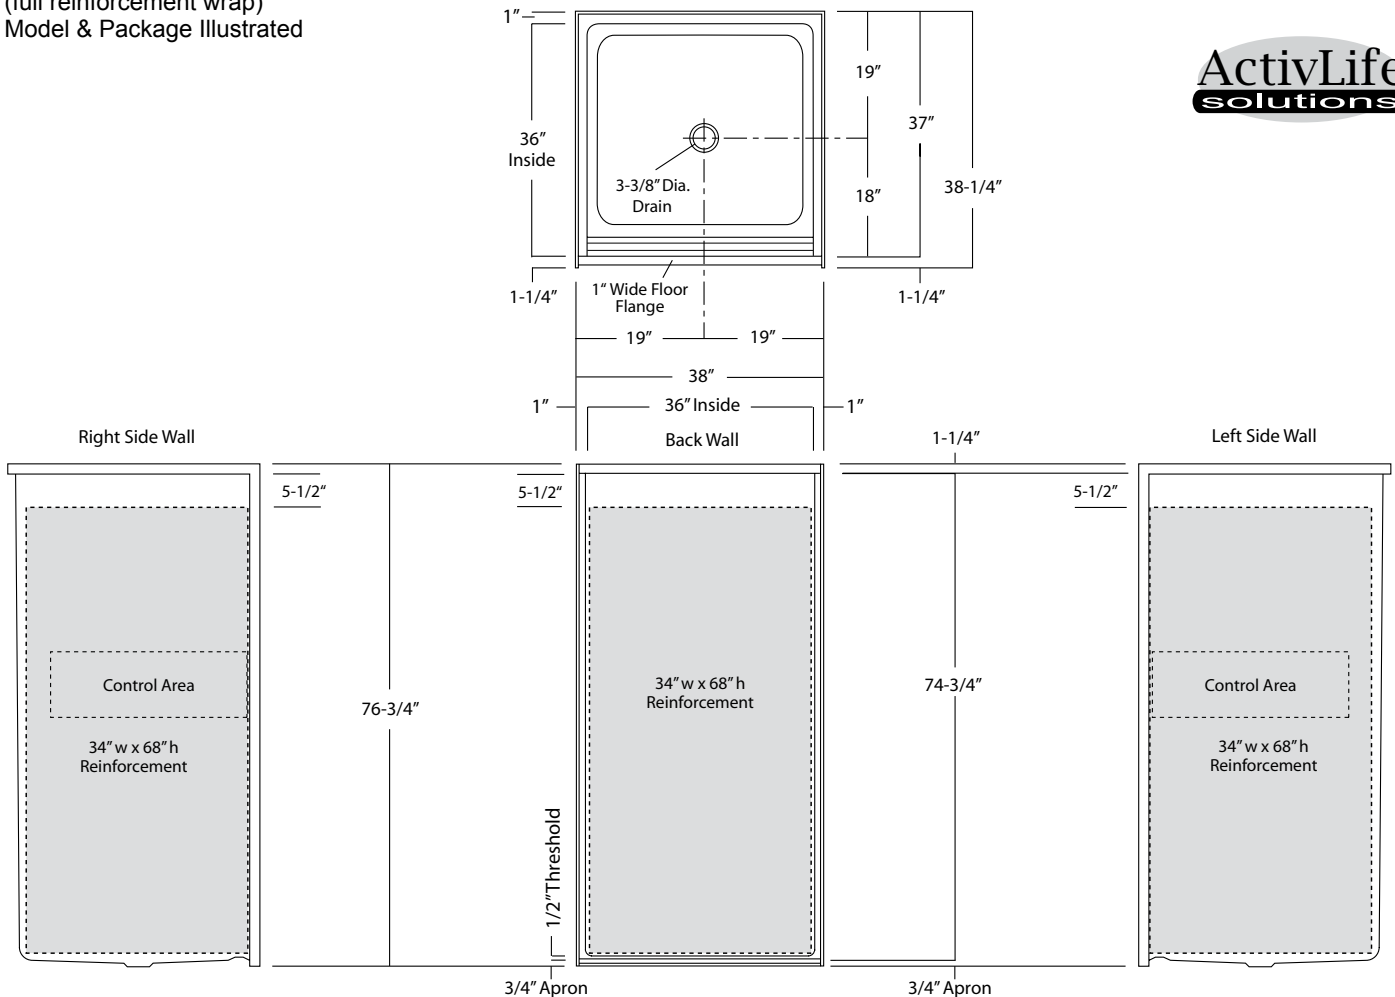 (full reinforcement wrap)
Model & Package Illustrated
ActivLife
solutions
1”
19”
37”
36”
Inside
3-3/8” Dia.
Drain
18”
38-1/4”
1-1/4”
1“ Wide Floor
Flange
1-1/4”
19”
19”
38”
1”
36” Inside
1”
Right Side Wall
Back Wall
1-1/4”
Left Side Wall
5-1/2“
5-1/2“
5-1/2”
Control Area
34” w x 68” h
Reinforcement
76-3/4”
34” w x 68” h
Reinforcement
74-3/4”
Control Area
34” w x 68” h
Reinforcement
1/2” Threshold
3/4” Apron
3/4” Apron